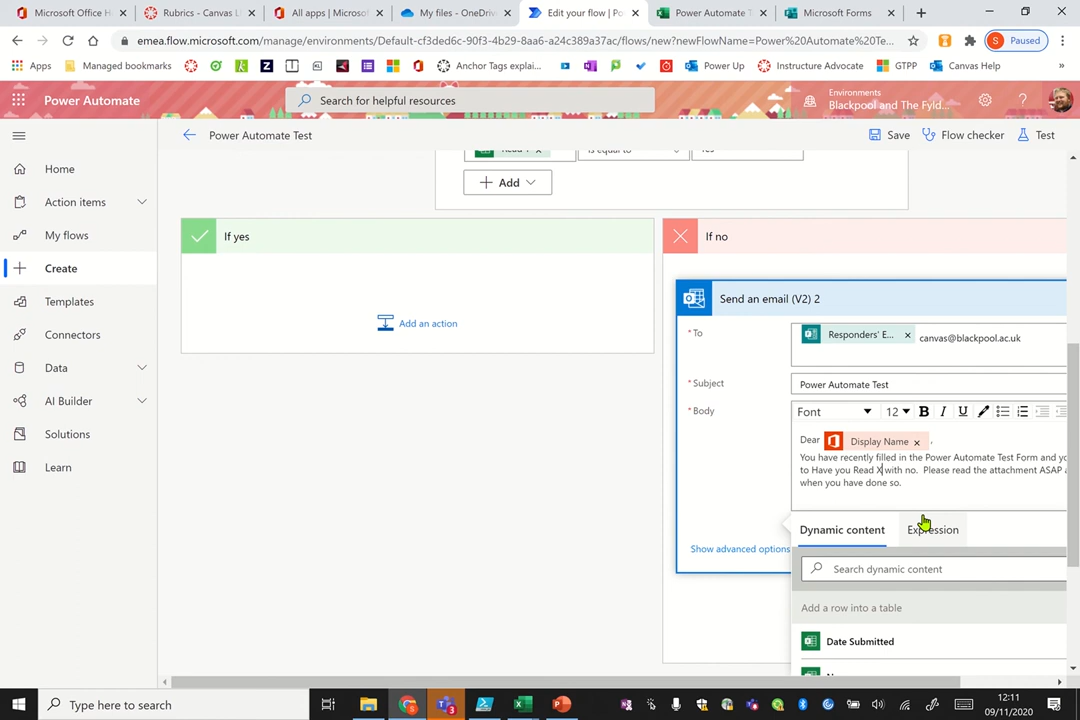 Microsoft Office H
Rubrics - Canvas L
All apps | Microsof
My files - OneDriv
Edit your flow | Po
Power Automate T
Microsoft Forms
emea.flow.microsoft.com/manage/environments/Default-cf3ded6c-90f3-4b29-8aa6-a24c389a37ac/flows/new?newFlowName=Power%20Automate%20Te...
S Paused
Apps
Managed bookmarks
Anchor Tags explai...
Power Up
Instructure Advocate
GTPP
Canvas Help
»
Power Automate
Search for helpful resources
Environments
Blackpool and The Fyld...
Power Automate Test
Save
Flow checker
Test
Home
Action items
My flows
Create
Templates
Connectors
Data
AI Builder
Solutions
Learn
is equal to
Yes
Add
If yes
Add an action
If no
Send an email (V2) 2
* To
Responders' E... × canvas@blackpool.ac.uk
* Subject
Power Automate Test
* Body
Font 12 B I U
Dear Display Name × ,
You have recently filled in the Power Automate Test Form and yo
to Have you Read X with no.  Please read the attachment ASAP a
when you have done so.
Show advanced options
Dynamic content
Expression
Search dynamic content
Add a row into a table
Date Submitted
Type here to search
12:11
09/11/2020